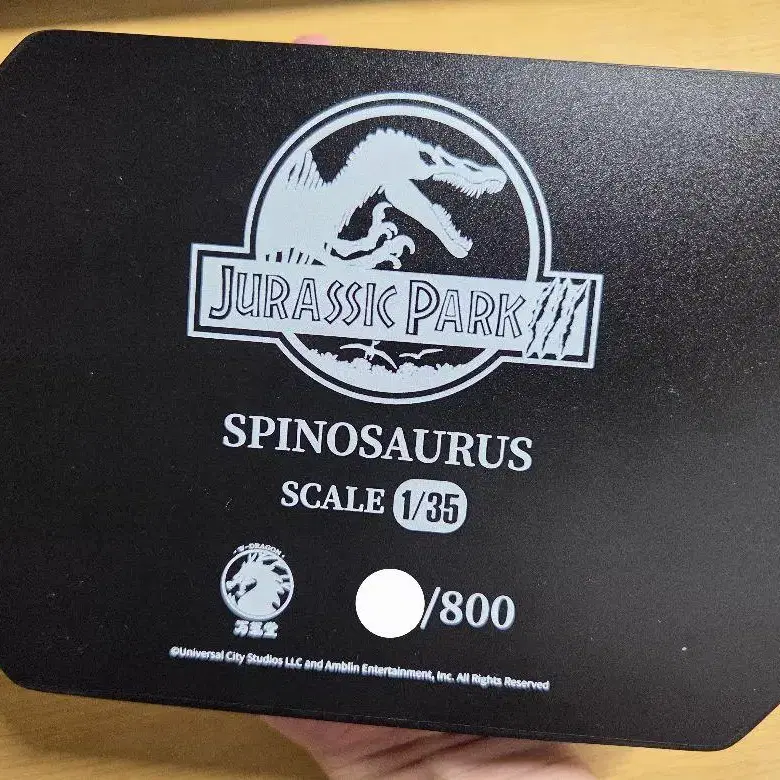 JURASSIC PARK III
SPINOSAURUS
SCALE 1/35
W-DRAGON
/800
©Universal City Studios LLC and Amblin Entertainment, Inc. All Rights Reserved